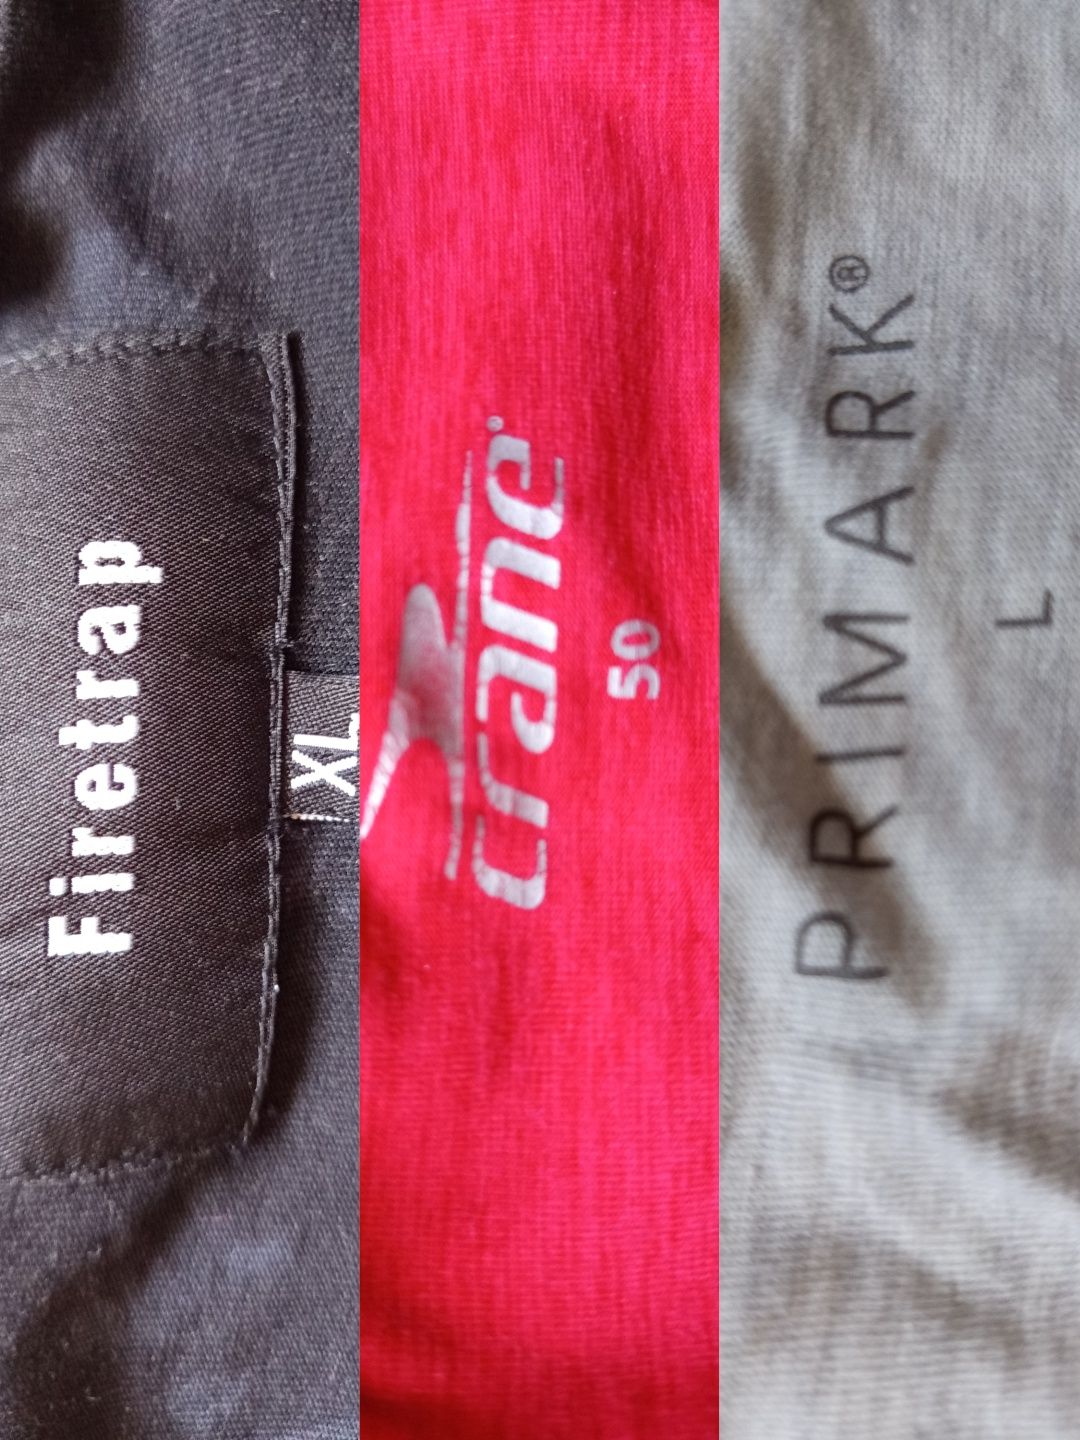 Firetrap
XL
crane®
50
PRIMARK®
L